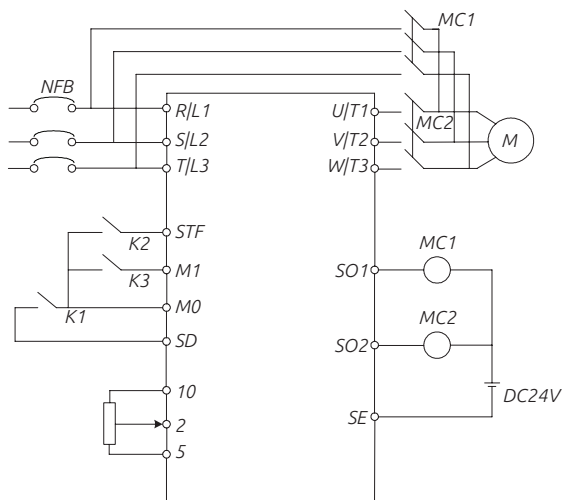 MC1
NFB
R|L1
U|T1
MC2
S|L2
V|T2
M
T|L3
W|T3
STF
K2
MC1
M1
SO1
K3
M0
K1
MC2
SD
SO2
10
DC24V
2
SE
5